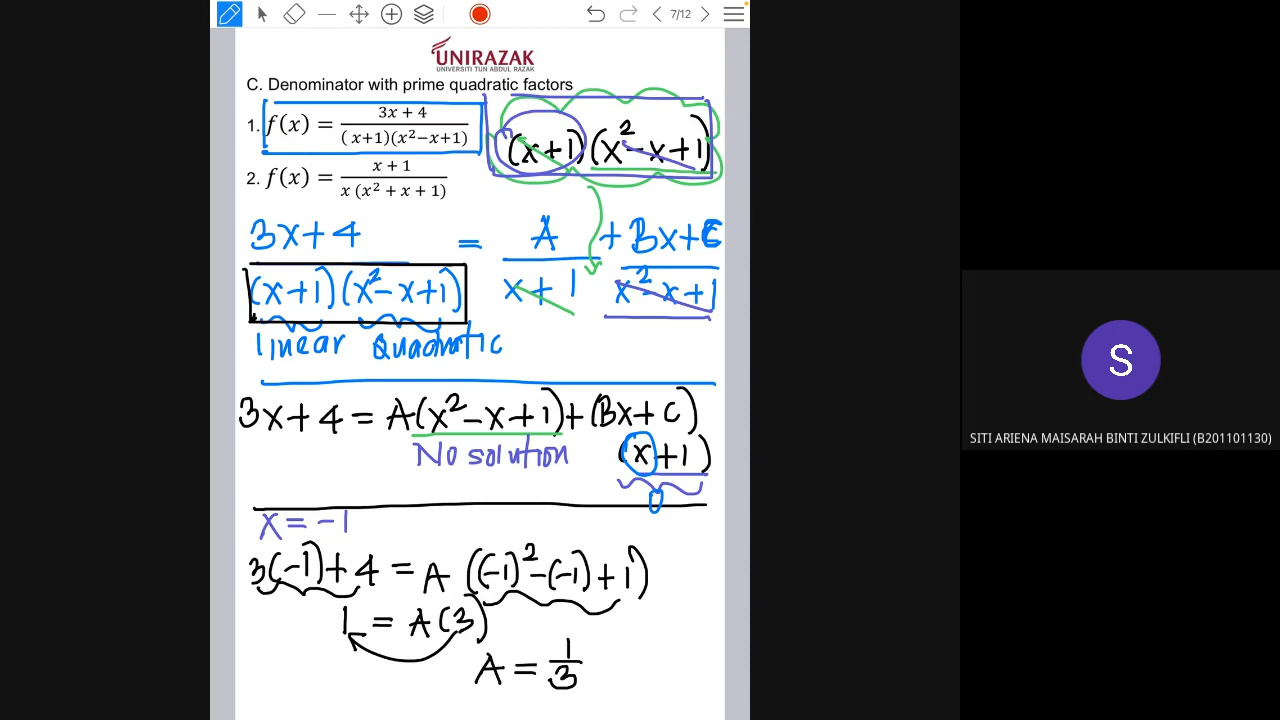 7/12
UNIRAZAK
UNIVERSITI TUN ABDUL RAZAK
C. Denominator with prime quadratic factors
1. f(x) = (3x + 4) / ((x+1)(x²−x+1))
(x+1)(x²−x+1)
2. f(x) = (x + 1) / (x (x² + x + 1))
(3x+4) / ((x+1)(x²−x+1)) = A / (x+1) + (Bx+C) / (x²−x+1)
linear quadratic
3x+4 = A(x²−x+1)+(Bx+C)
No solution (x+1)
0
x = −1
3(−1)+4 = A ((−1)²−(−1)+1)
1 = A(3)
A = 1/3
S
SITI ARIENA MAISARAH BINTI ZULKIFLI (B201101130)